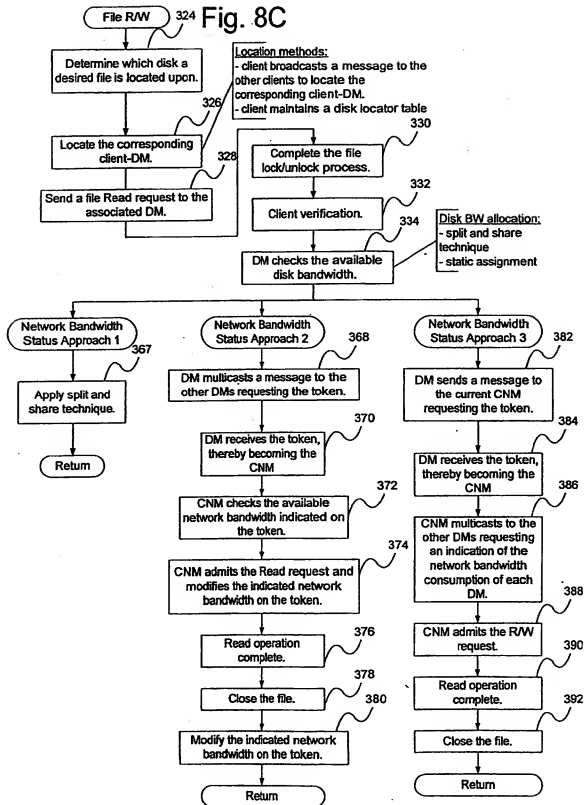 File R/W
Fig. 8C
324
Determine which disk a
desired file is located upon.
Location methods:
- client broadcasts a message to the
other clients to locate the
corresponding client-DM.
- client maintains a disk locator table
326
Locate the corresponding
client-DM.
328
Send a file Read request to the
associated DM.
330
Complete the file
lock/unlock process.
332
Client verification.
334
DM checks the available
disk bandwidth.
Disk BW allocation:
- split and share
technique
- static assignment
Network Bandwidth
Status Approach 1
367
Apply split and
share technique.
Return
Network Bandwidth
Status Approach 2
368
DM multicasts a message to the
other DMs requesting the token.
370
DM receives the token,
thereby becoming the
CNM
372
CNM checks the available
network bandwidth indicated on
the token.
374
CNM admits the Read request and
modifies the indicated network
bandwidth on the token.
376
Read operation
complete.
378
Close the file.
380
Modify the indicated network
bandwidth on the token.
Return
Network Bandwidth
Status Approach 3
382
DM sends a message to
the current CNM
requesting the token.
384
DM receives the token,
thereby becoming the
CNM
386
CNM multicasts to the
other DMs requesting
an indication of the
network bandwidth
consumption of each
DM.
388
CNM admits the R/W
request.
390
Read operation
complete.
392
Close the file.
Return